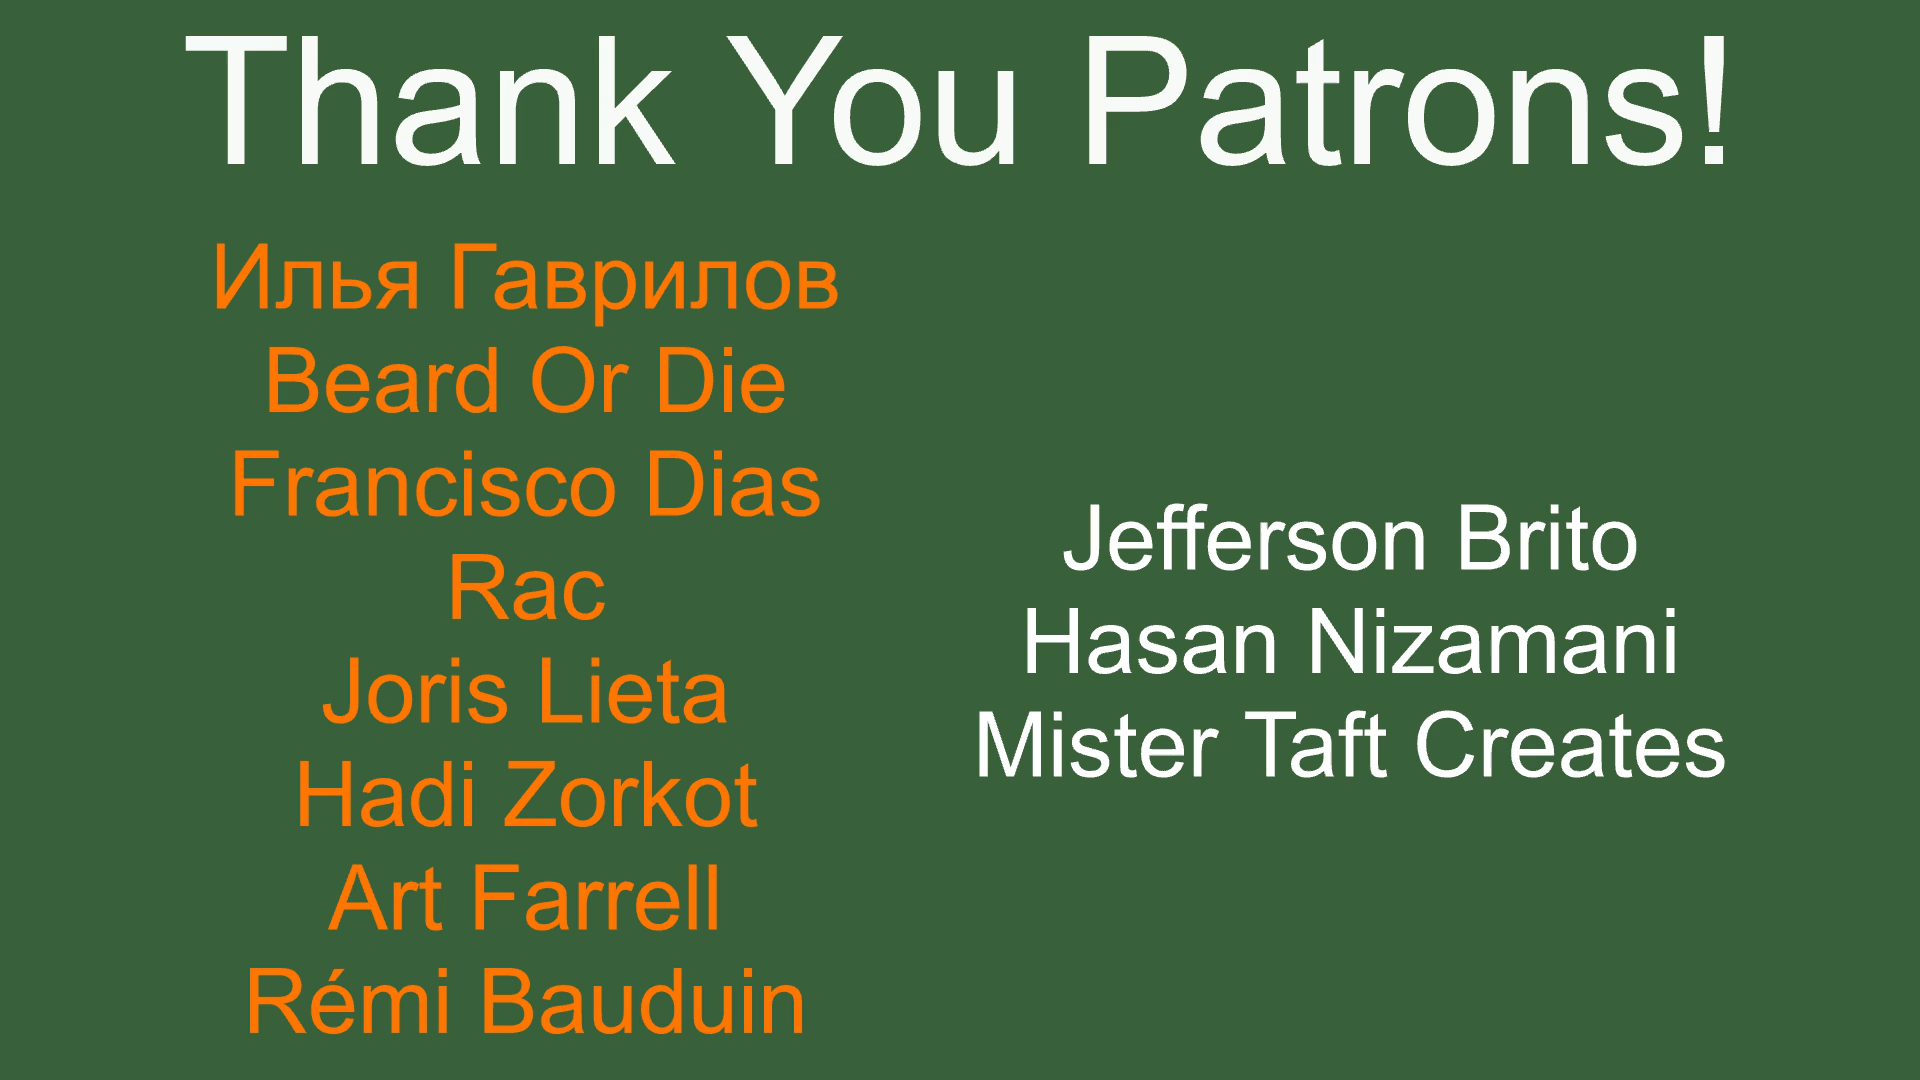 Thank You Patrons!
Илья Гаврилов
Beard Or Die
Francisco Dias
Rac
Joris Lieta
Hadi Zorkot
Art Farrell
Rémi Bauduin
Jefferson Brito
Hasan Nizamani
Mister Taft Creates